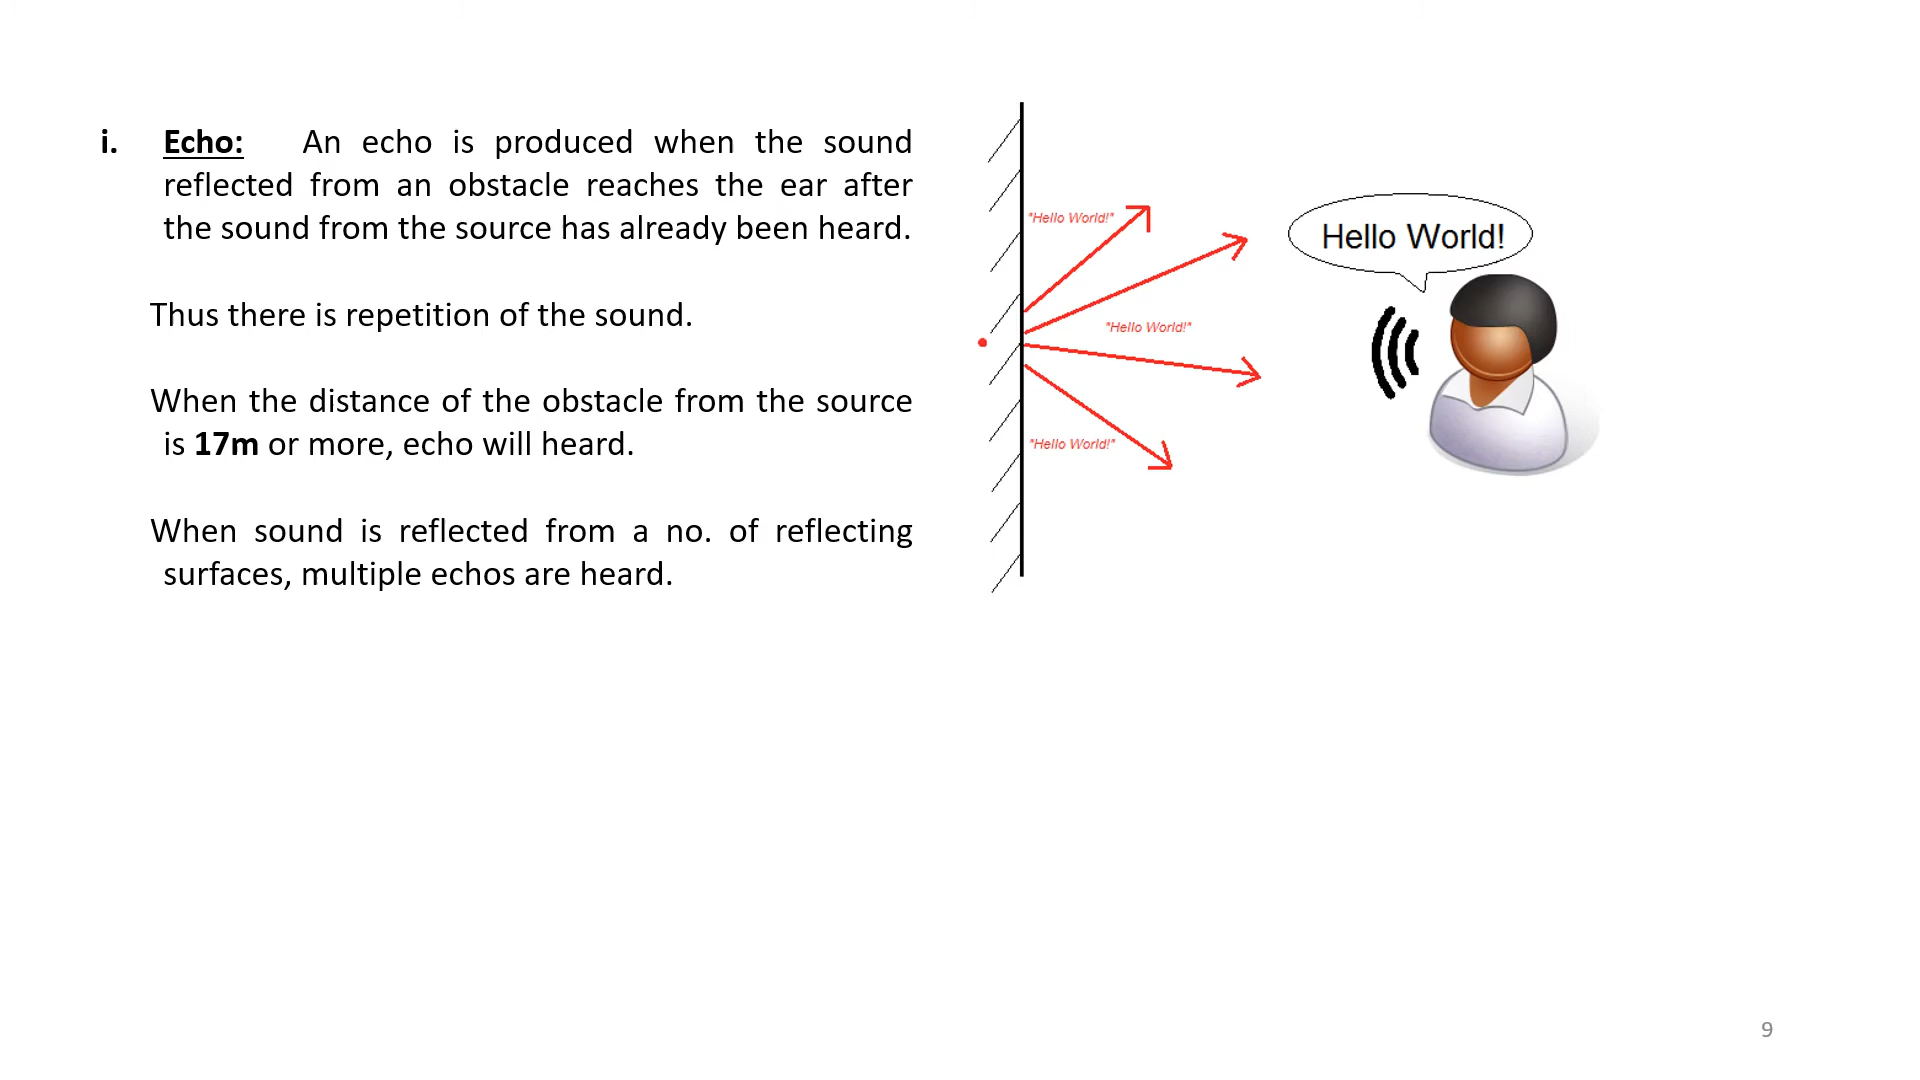 i. Echo: An echo is produced when the sound
reflected from an obstacle reaches the ear after
the sound from the source has already been heard.
Thus there is repetition of the sound.
When the distance of the obstacle from the source
is 17m or more, echo will heard.
When sound is reflected from a no. of reflecting
surfaces, multiple echos are heard.
"Hello World!"
Hello World!
"Hello World!"
"Hello World!"
9